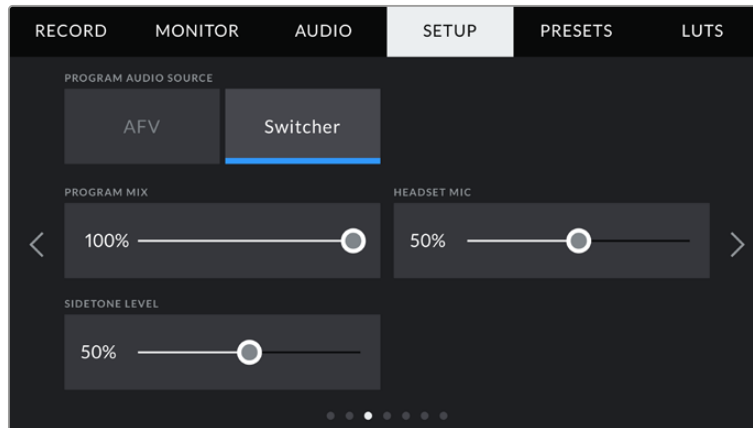 RECORD MONITOR AUDIO SETUP PRESETS LUTS
PROGRAM AUDIO SOURCE
AFV Switcher
PROGRAM MIX HEADSET MIC
100% 50%
SIDETONE LEVEL
50%